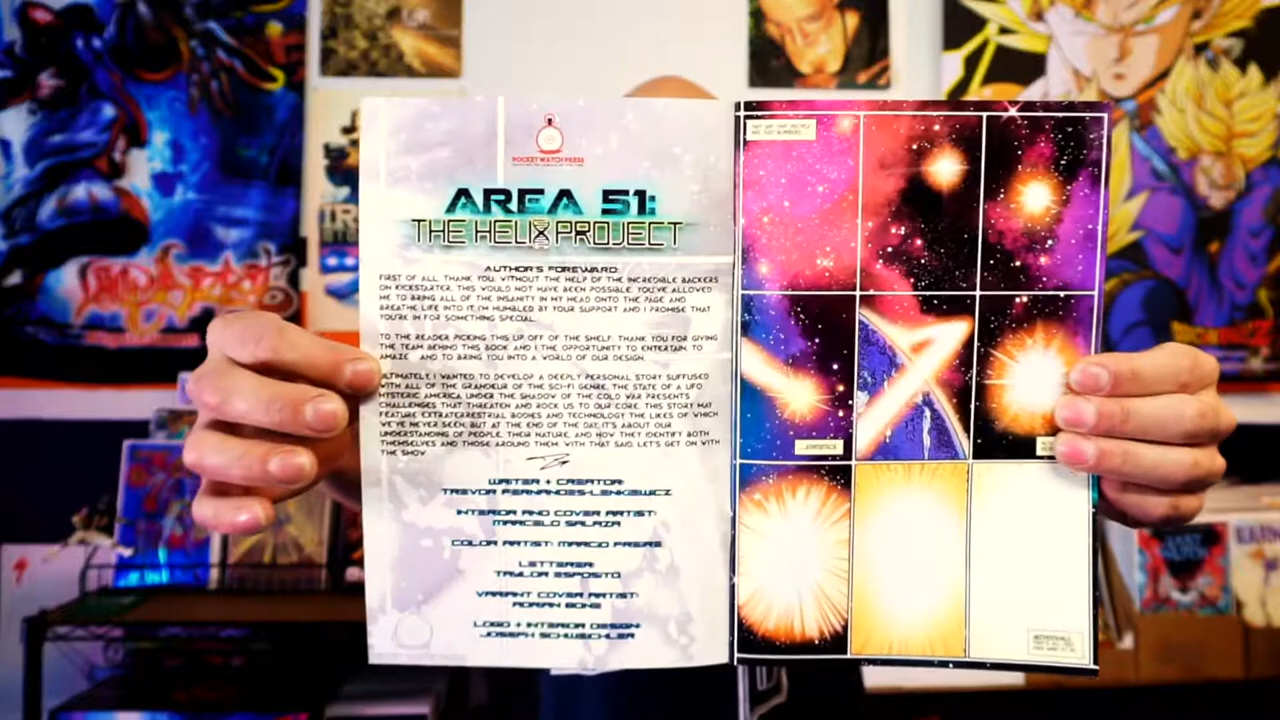 POCKET WATCH PRESS
AREA 51:
THE HELIX PROJECT
AUTHOR'S FOREWARD:
FIRST OF ALL, THANK YOU. WITHOUT THE HELP OF THE INCREDIBLE BACKERS
ON KICKSTARTER, THIS WOULD NOT HAVE BEEN POSSIBLE. YOU'VE ALLOWED
ME TO BRING ALL OF THE INSANITY IN MY HEAD ONTO THE PAGE AND
BREATHE LIFE INTO IT. I'M HUMBLED BY YOUR SUPPORT AND I PROMISE THAT
YOU'RE IN FOR SOMETHING SPECIAL.
TO THE READER PICKING THIS UP OFF OF THE SHELF, THANK YOU FOR GIVING
THE TEAM BEHIND THIS BOOK AND I THE OPPORTUNITY TO ENTERTAIN, TO
AMAZE AND TO BRING YOU INTO A WORLD OF OUR DESIGN.
ULTIMATELY, I WANTED TO DEVELOP A DEEPLY PERSONAL STORY SUFFUSED
WITH ALL OF THE GRANDEUR OF THE SCI-FI GENRE. THE STATE OF A UFO
HYSTERIC AMERICA UNDER THE SHADOW OF THE COLD WAR PRESENTS
CHALLENGES THAT THREATEN AND ROCK US TO OUR CORE. THIS STORY MAY
FEATURE EXTRATERRESTRIAL BODIES AND TECHNOLOGY THE LIKES OF WHICH
WE'VE NEVER SEEN, BUT AT THE END OF THE DAY, IT'S ABOUT OUR
UNDERSTANDING OF PEOPLE, THEIR NATURE, AND HOW THEY IDENTIFY BOTH
THEMSELVES AND THOSE AROUND THEM. WITH THAT SAID, LET'S GET ON WITH
THE SHOW.
WRITER + CREATOR:
TREVOR FERNANDES-LENKIEWICZ
INTERIOR AND COVER ARTIST:
MARCELO SALAZA
COLOR ARTIST: MARCIO FREIRE
LETTERER:
TAYLOR ESPOSITO
VARIANT COVER ARTIST:
ADRIAN BONE
LOGO + INTERIOR DESIGN:
JOSEPH SCHWEICHLER
THEY SAY THAT PEOPLE
ARE JUST NUMBERS.
...STATISTICS.